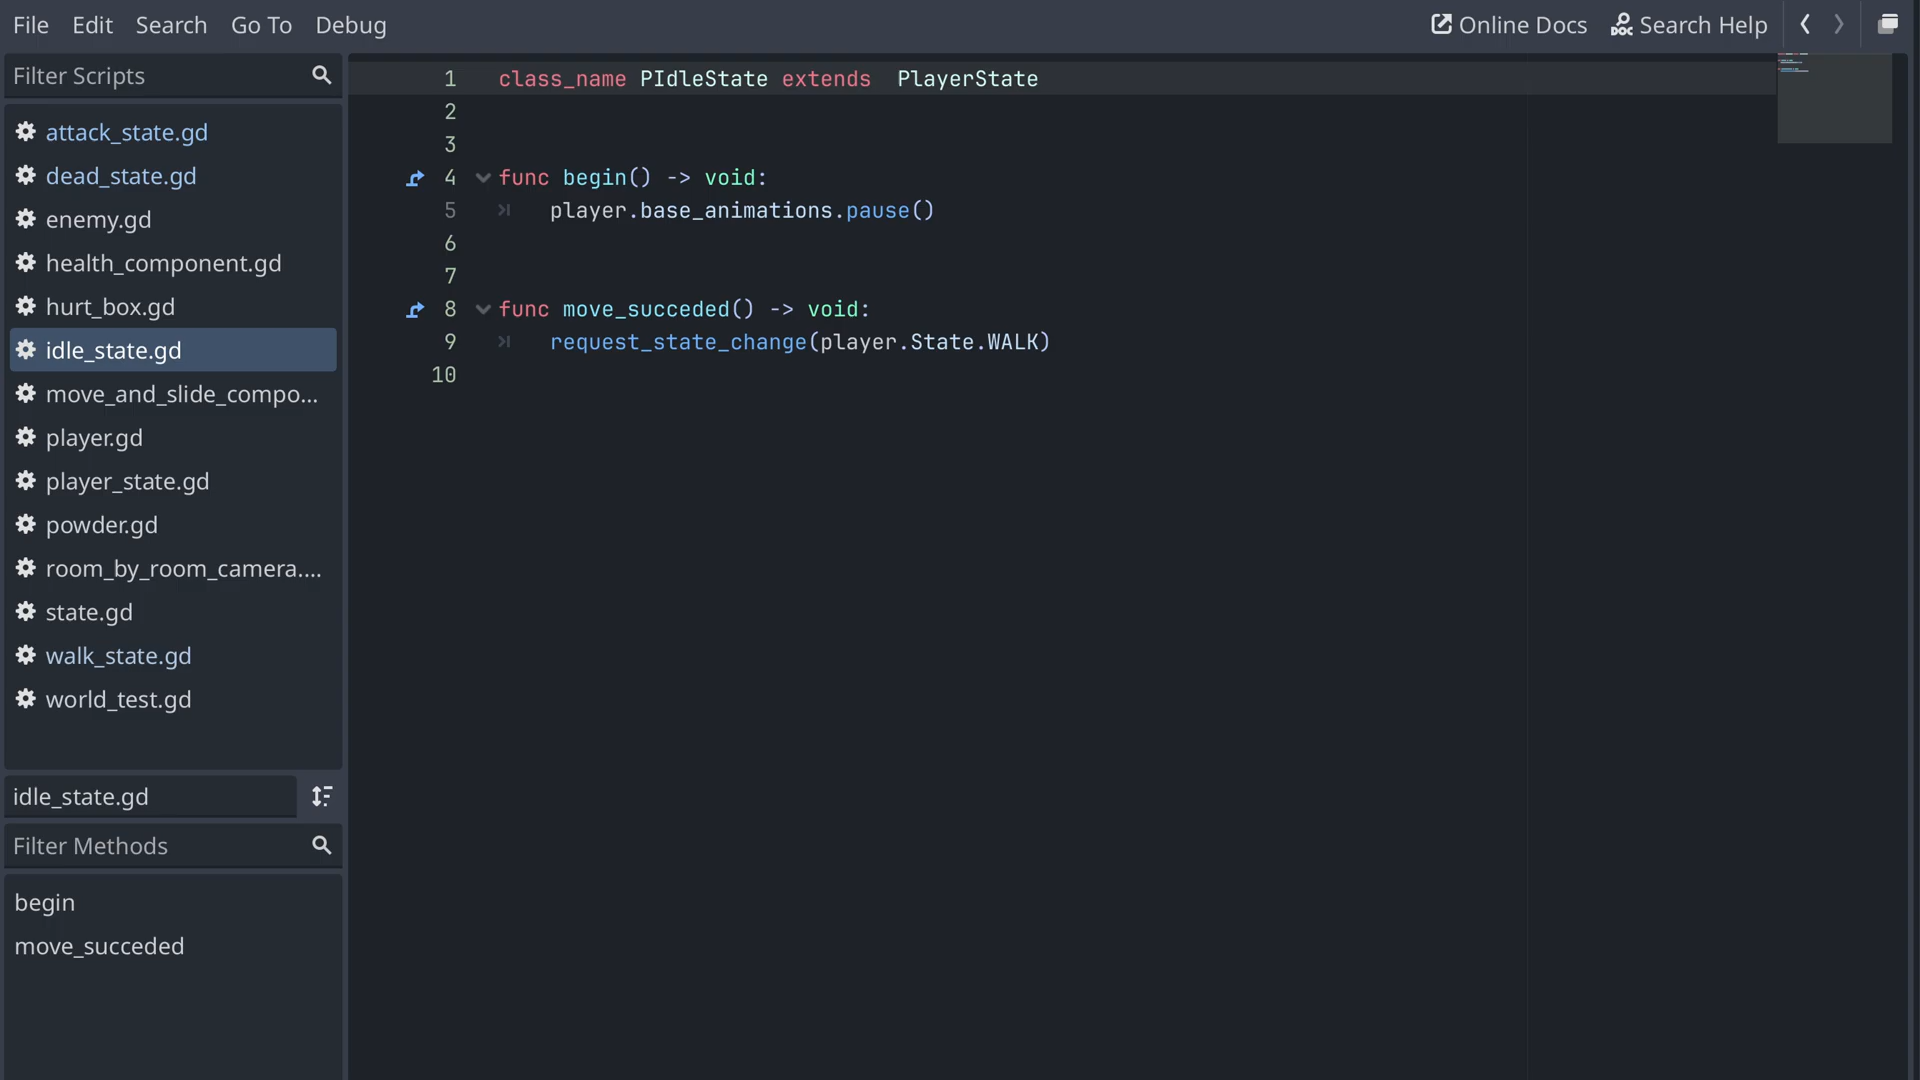 File Edit Search Go To Debug Online Docs Search Help
Filter Scripts
attack_state.gd
dead_state.gd
enemy.gd
health_component.gd
hurt_box.gd
idle_state.gd
move_and_slide_compo...
player.gd
player_state.gd
powder.gd
room_by_room_camera....
state.gd
walk_state.gd
world_test.gd
idle_state.gd
Filter Methods
begin
move_succeded
1 class_name PIdleState extends  PlayerState
2
3
4 func begin() -> void:
5 player.base_animations.pause()
6
7
8 func move_succeded() -> void:
9 request_state_change(player.State.WALK)
10